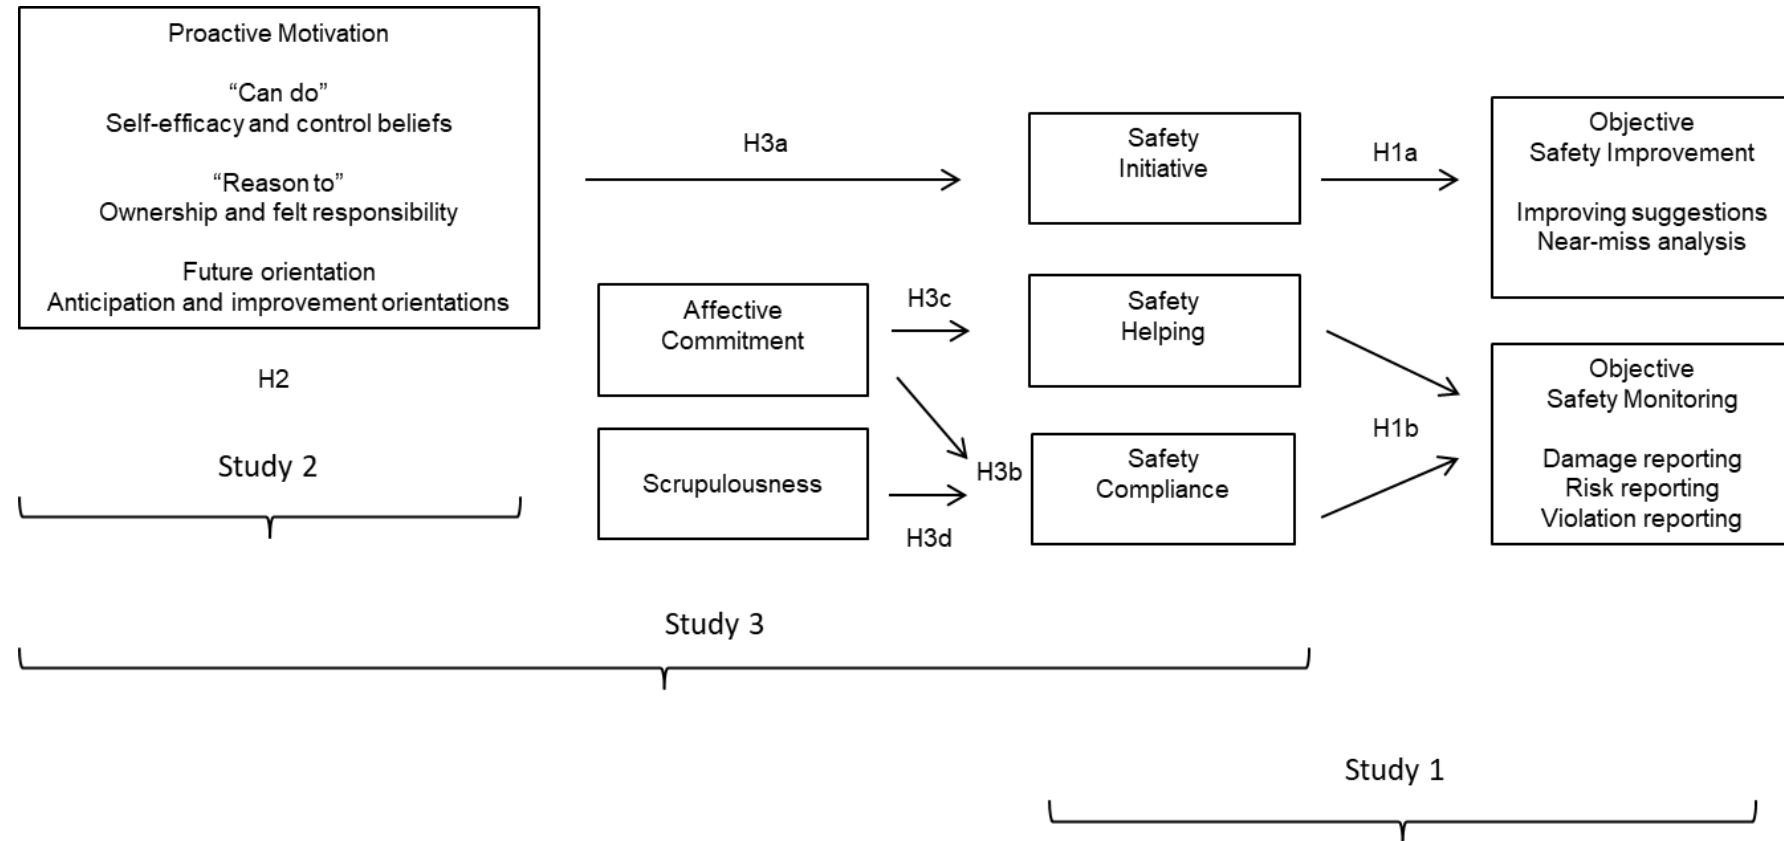 Proactive Motivation
“Can do”
Self-efficacy and control beliefs
“Reason to”
Ownership and felt responsibility
Future orientation
Anticipation and improvement orientations
H2
Study 2
H3a
Affective
Commitment
Scrupulousness
H3c
H3b
H3d
Safety
Initiative
Safety
Helping
Safety
Compliance
H1a
H1b
Objective
Safety Improvement
Improving suggestions
Near-miss analysis
Objective
Safety Monitoring
Damage reporting
Risk reporting
Violation reporting
Study 3
Study 1